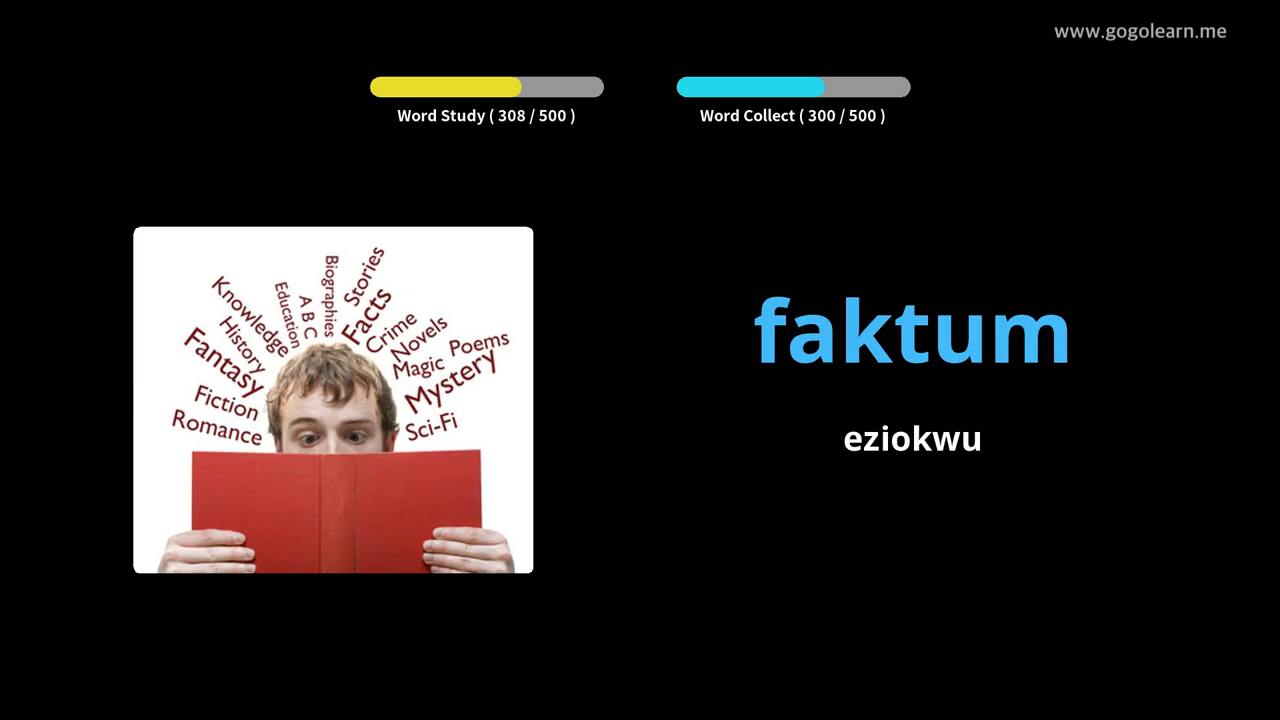 www.gogolearn.me
Word Study ( 308 / 500 )
Word Collect ( 300 / 500 )
Biographies
Stories
Education
A B C
Facts
Knowledge
Crime
History
Novels
Poems
Fantasy
Magic
Mystery
Fiction
Sci-Fi
Romance
faktum
eziokwu